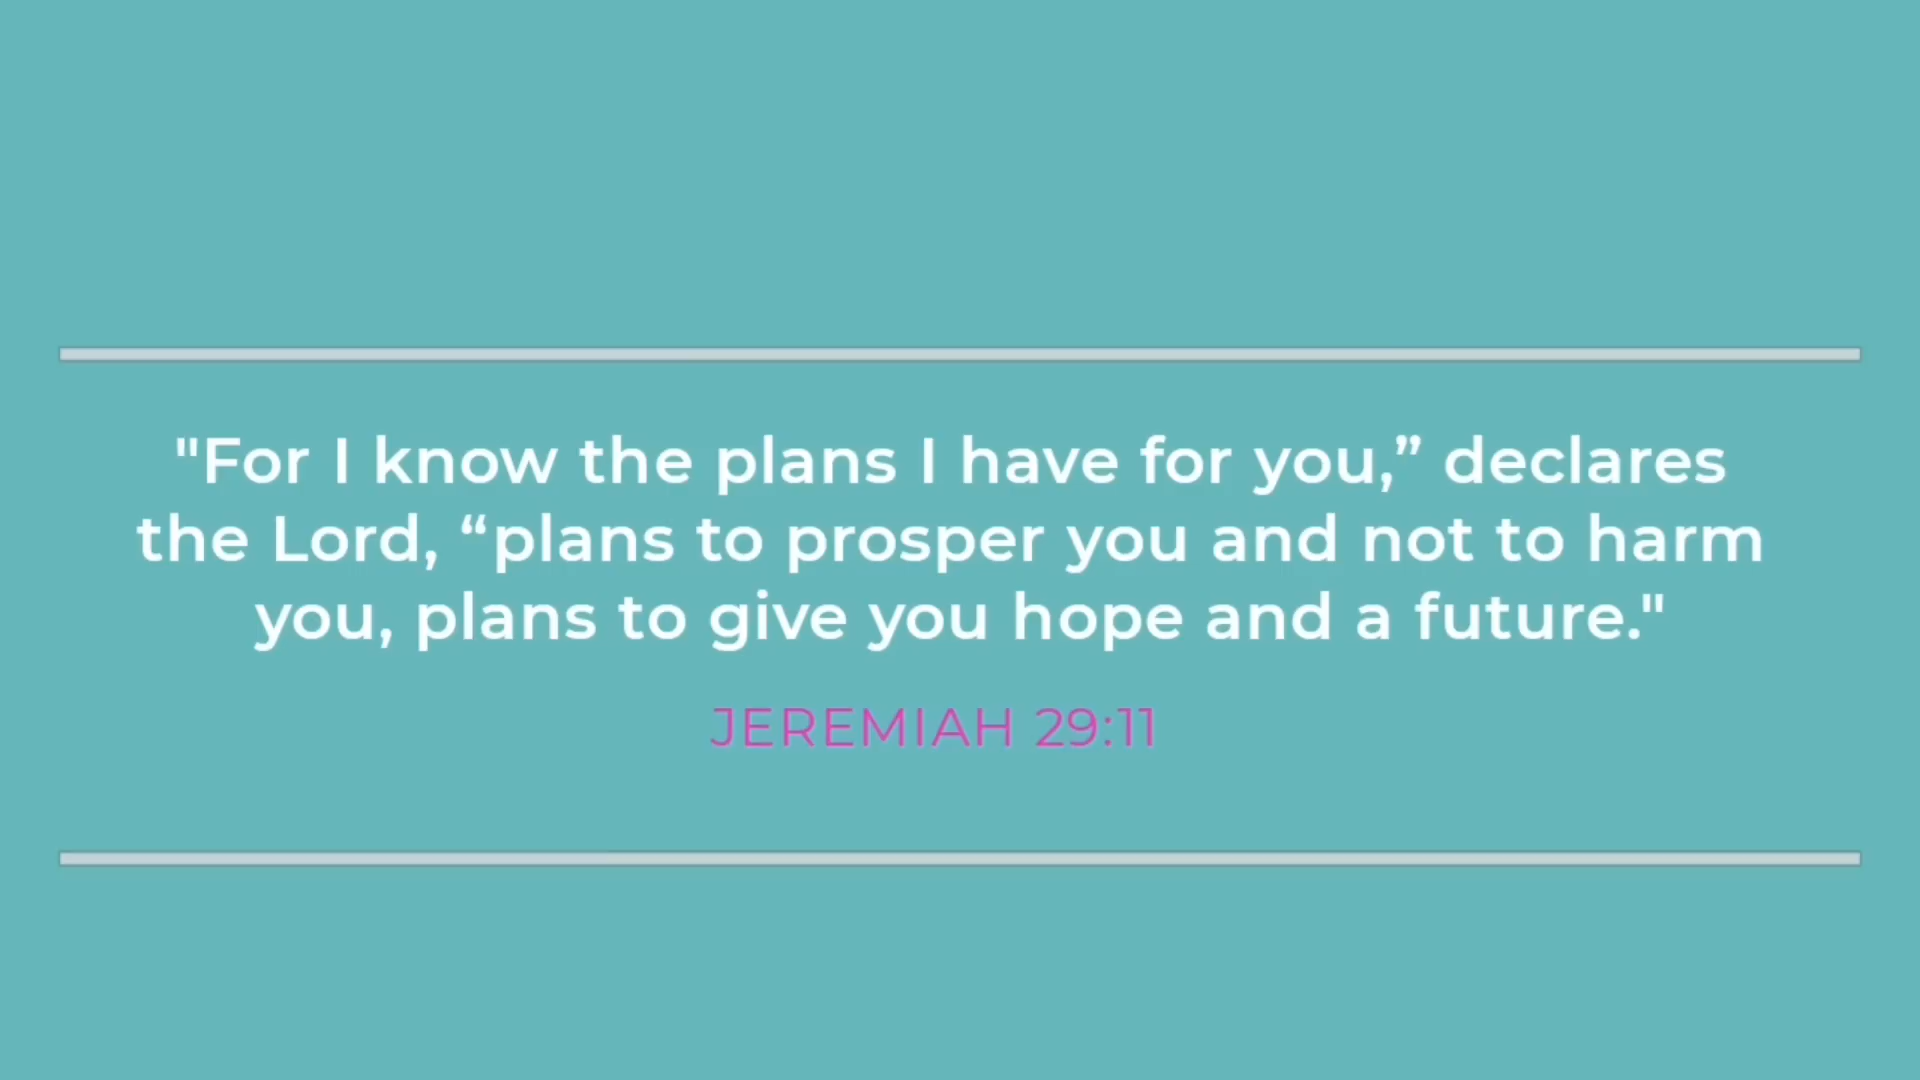 "For I know the plans I have for you,” declares
the Lord, “plans to prosper you and not to harm
you, plans to give you hope and a future."
JEREMIAH 29:11